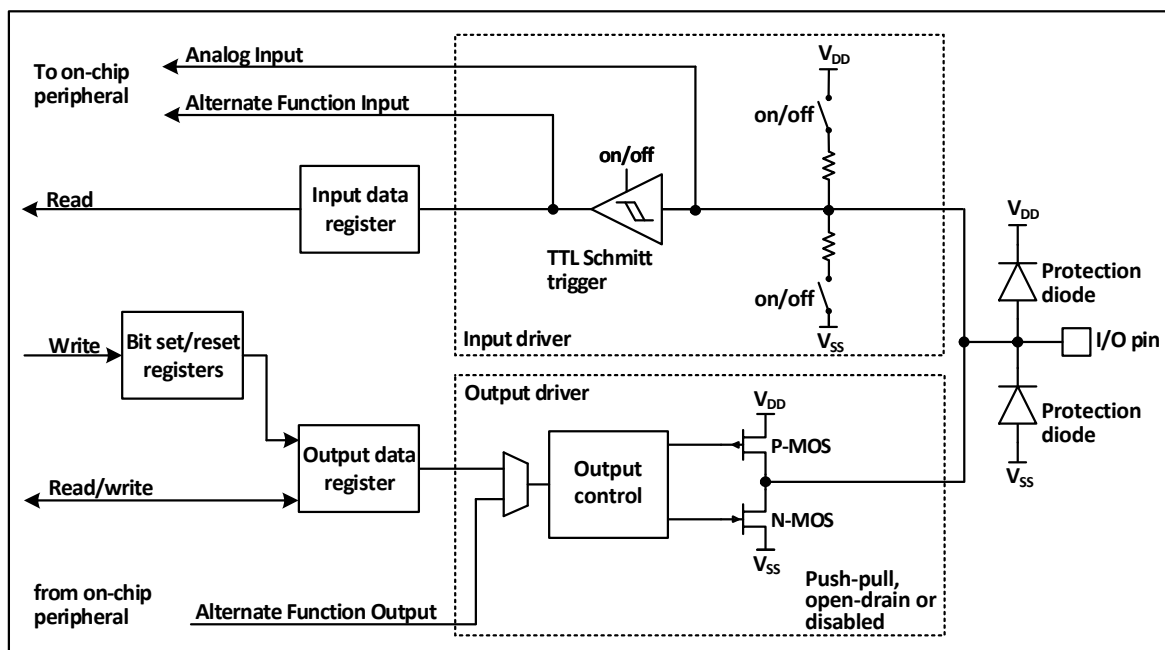 To on-chip
peripheral
Analog Input
Alternate Function Input
Read
Input data
register
on/off
TTL Schmitt
trigger
V_DD
on/off
on/off
V_SS
Input driver
V_DD
Protection
diode
I/O pin
Protection
diode
V_SS
Write
Bit set/reset
registers
Read/write
Output data
register
Output driver
Output
control
V_DD
P-MOS
N-MOS
V_SS
Push-pull,
open-drain or
disabled
from on-chip
peripheral
Alternate Function Output